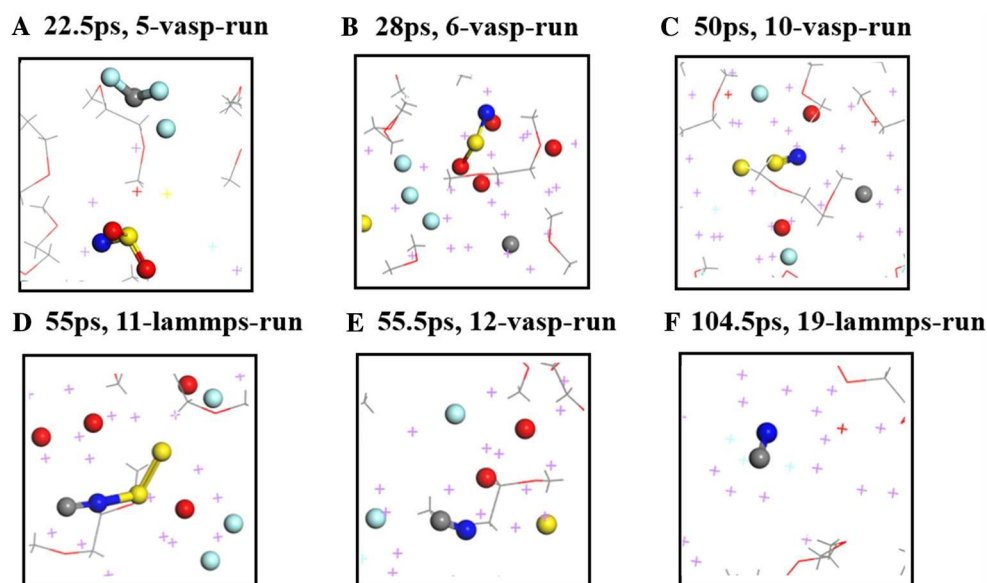 A 22.5ps, 5-vasp-run
B 28ps, 6-vasp-run
C 50ps, 10-vasp-run
D 55ps, 11-lammps-run
E 55.5ps, 12-vasp-run
F 104.5ps, 19-lammps-run